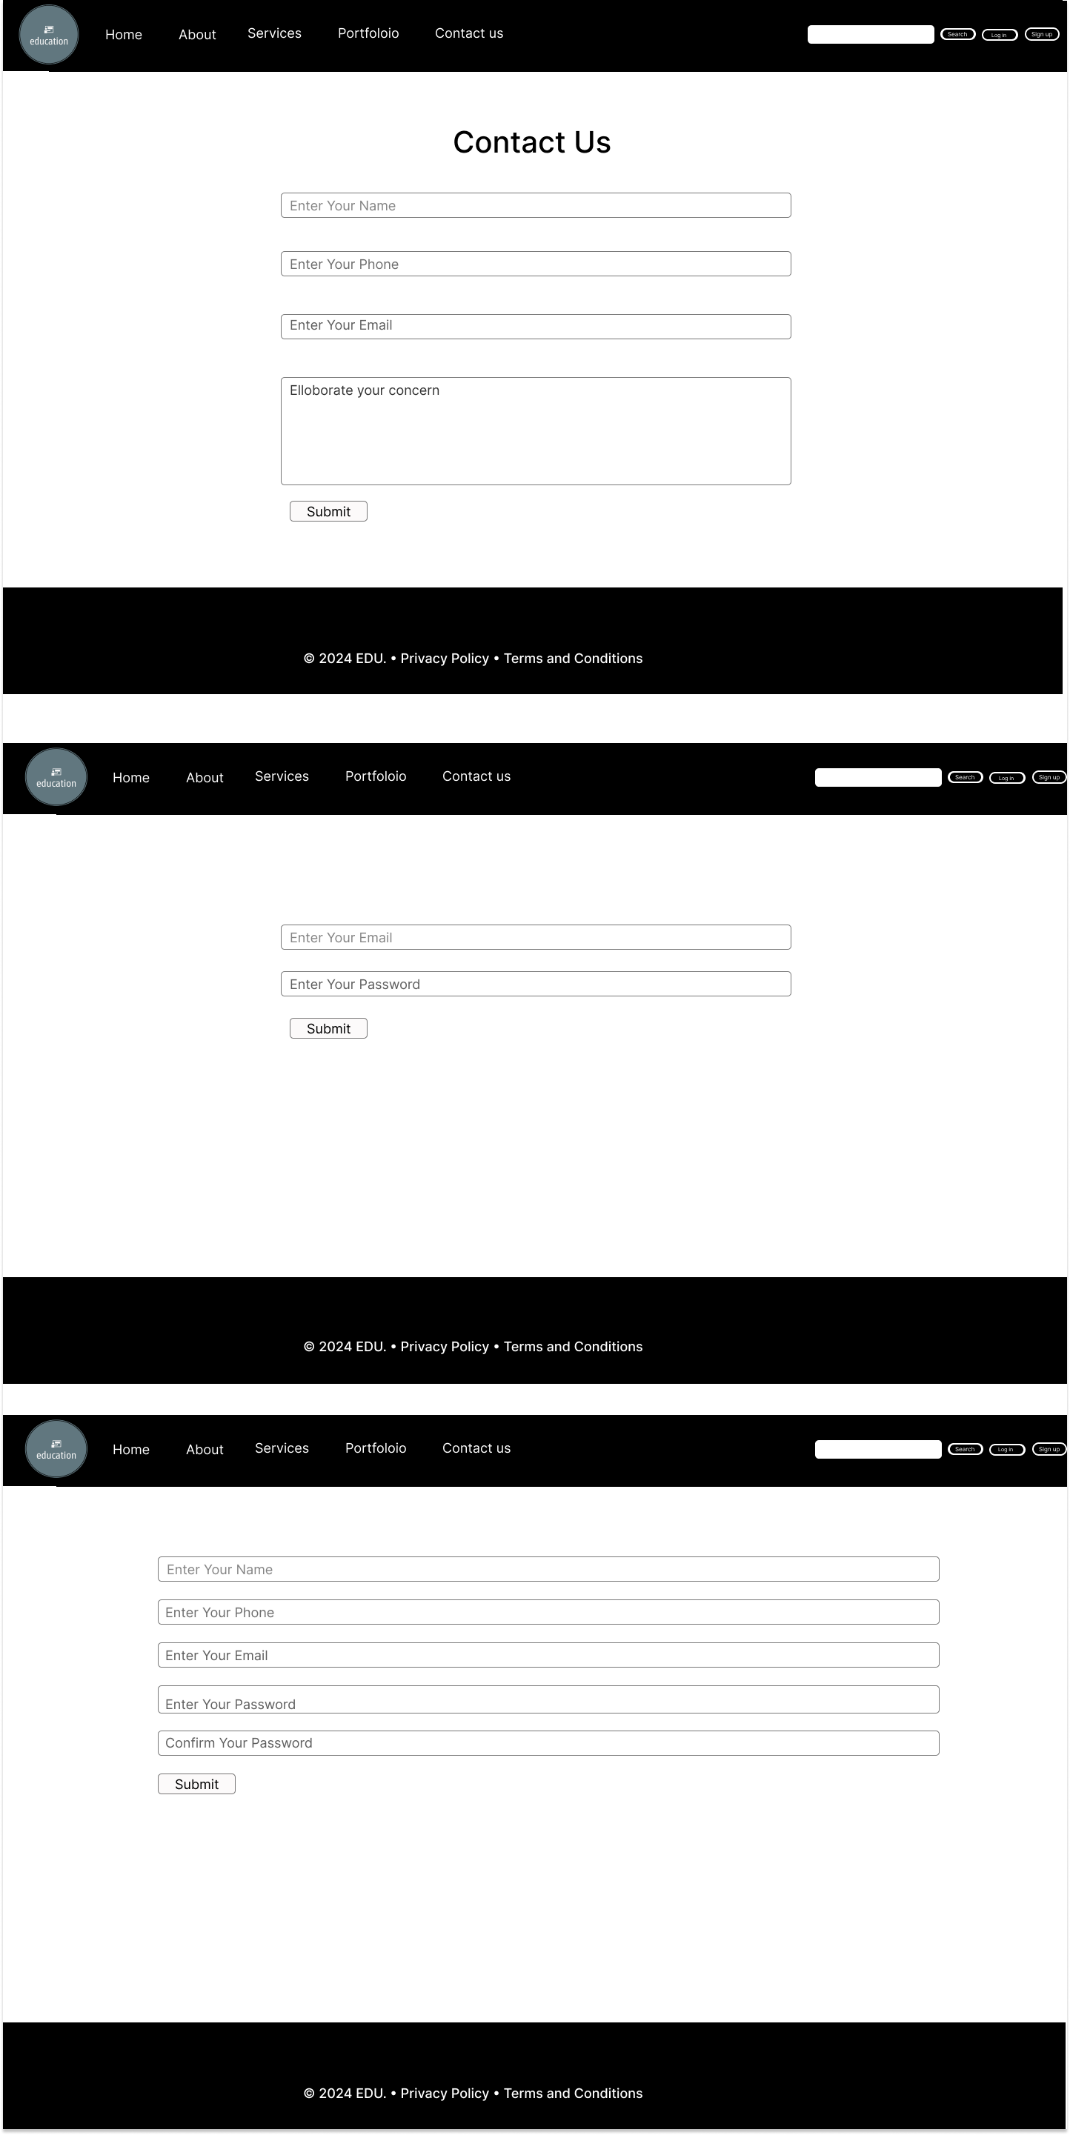 education Home About Services Portfoloio Contact us Search Log in Sign up
Contact Us
Enter Your Name
Enter Your Phone
Enter Your Email
Elloborate your concern
Submit
© 2024 EDU. • Privacy Policy • Terms and Conditions
education Home About Services Portfoloio Contact us Search Log in Sign up
Enter Your Email
Enter Your Password
Submit
© 2024 EDU. • Privacy Policy • Terms and Conditions
education Home About Services Portfoloio Contact us Search Log in Sign up
Enter Your Name
Enter Your Phone
Enter Your Email
Enter Your Password
Confirm Your Password
Submit
© 2024 EDU. • Privacy Policy • Terms and Conditions